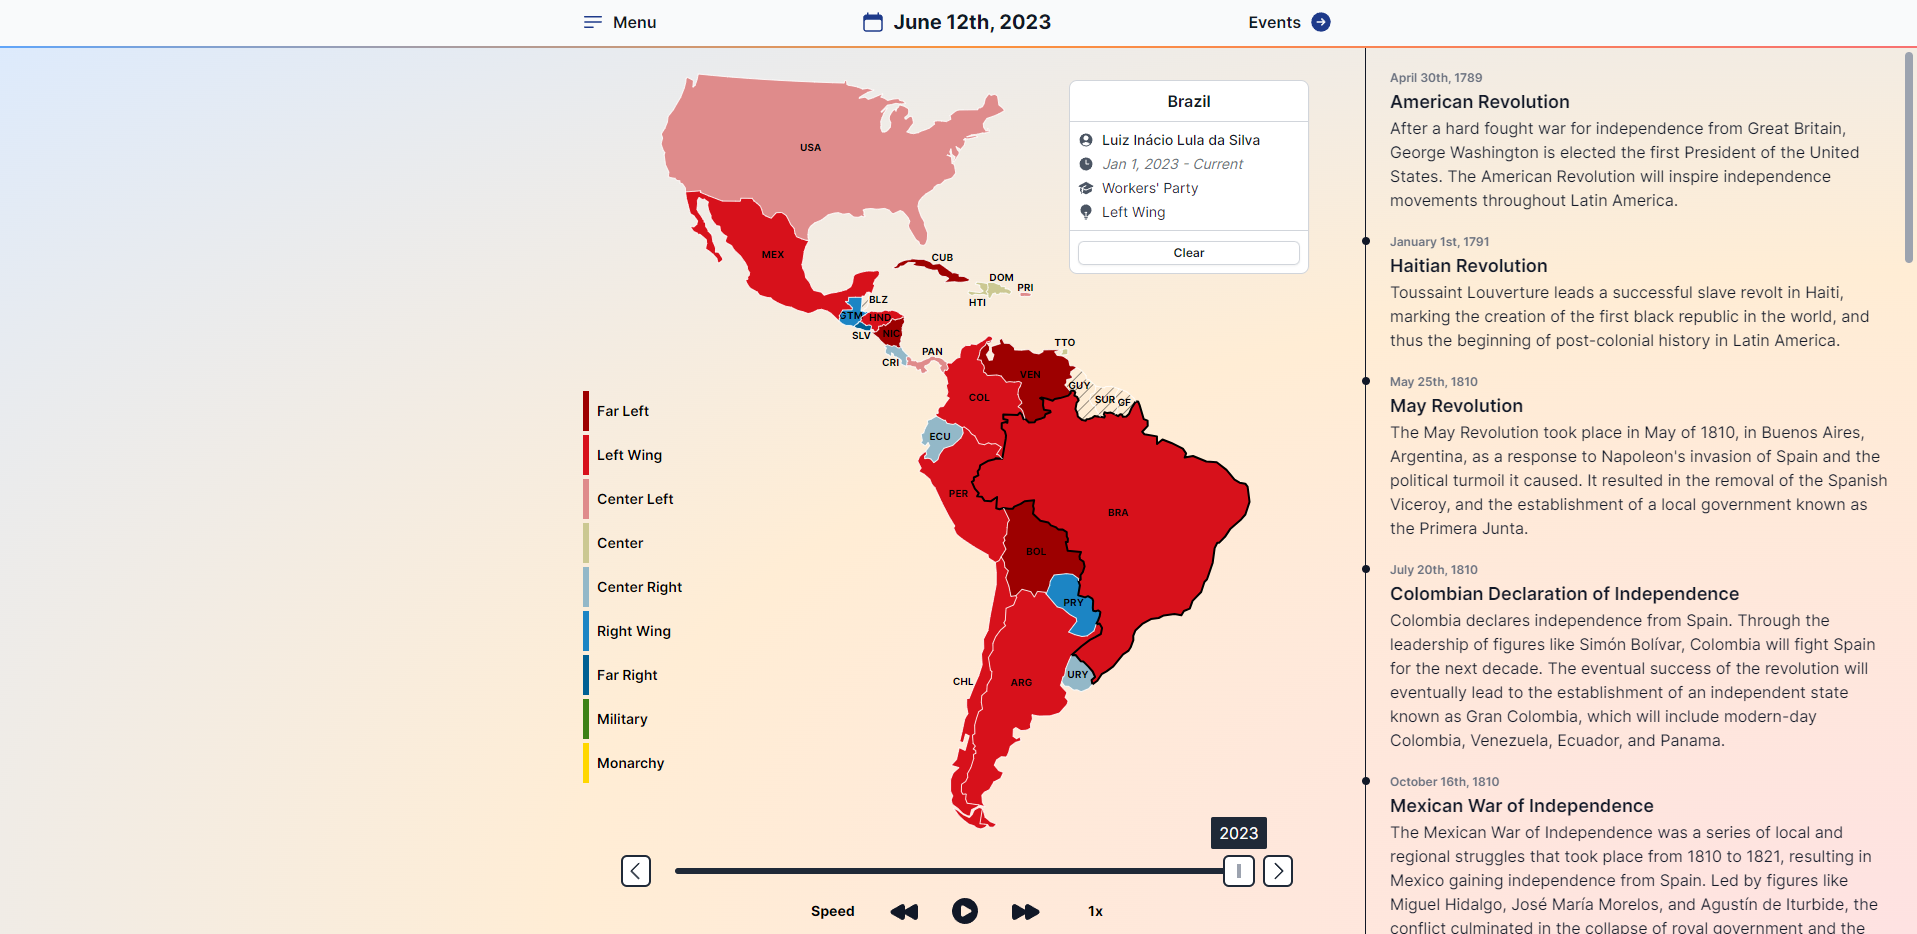 Menu
June 12th, 2023
Events
USA
MEX
CUB
DOM
PRI
HTI
BLZ
GTM
HND
SLV
NIC
CRI
PAN
TTO
VEN
GUY
SUR
GF
COL
ECU
PER
BRA
BOL
PRY
CHL
ARG
URY
Brazil
Luiz Inácio Lula da Silva
Jan 1, 2023 - Current
Workers' Party
Left Wing
Clear
Far Left
Left Wing
Center Left
Center
Center Right
Right Wing
Far Right
Military
Monarchy
2023
Speed
1x
April 30th, 1789
American Revolution
After a hard fought war for independence from Great Britain,
George Washington is elected the first President of the United
States. The American Revolution will inspire independence
movements throughout Latin America.
January 1st, 1791
Haitian Revolution
Toussaint Louverture leads a successful slave revolt in Haiti,
marking the creation of the first black republic in the world, and
thus the beginning of post-colonial history in Latin America.
May 25th, 1810
May Revolution
The May Revolution took place in May of 1810, in Buenos Aires,
Argentina, as a response to Napoleon's invasion of Spain and the
political turmoil it caused. It resulted in the removal of the Spanish
Viceroy, and the establishment of a local government known as
the Primera Junta.
July 20th, 1810
Colombian Declaration of Independence
Colombia declares independence from Spain. Through the
leadership of figures like Simón Bolívar, Colombia will fight Spain
for the next decade. The eventual success of the revolution will
eventually lead to the establishment of an independent state
known as Gran Colombia, which will include modern-day
Colombia, Venezuela, Ecuador, and Panama.
October 16th, 1810
Mexican War of Independence
The Mexican War of Independence was a series of local and
regional struggles that took place from 1810 to 1821, resulting in
Mexico gaining independence from Spain. Led by figures like
Miguel Hidalgo, José María Morelos, and Agustín de Iturbide, the
conflict culminated in the collapse of royal government and the